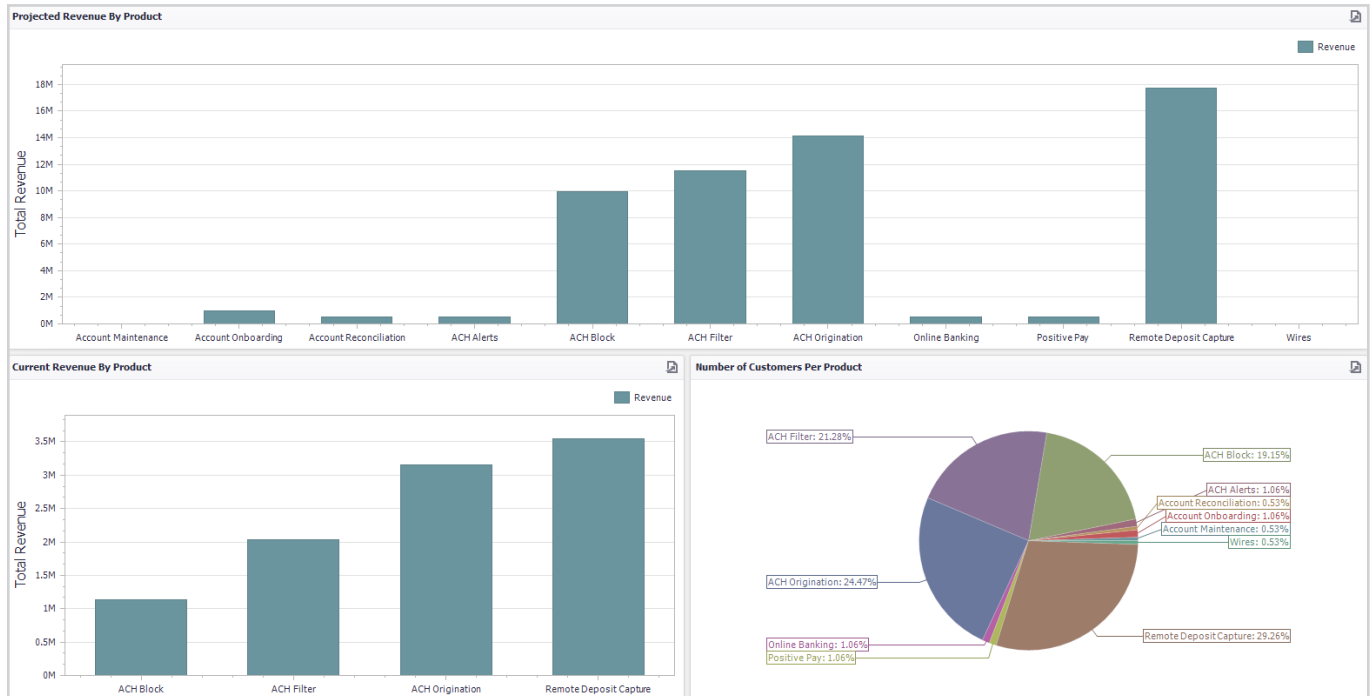 Projected Revenue By Product
Revenue
Total Revenue
18M
16M
14M
12M
10M
8M
6M
4M
2M
0M
Account Maintenance Account Onboarding Account Reconciliation ACH Alerts ACH Block ACH Filter ACH Origination Online Banking Positive Pay Remote Deposit Capture Wires
Current Revenue By Product
Revenue
Total Revenue
3.5M
3M
2.5M
2M
1.5M
1M
0.5M
0M
ACH Block ACH Filter ACH Origination Remote Deposit Capture
Number of Customers Per Product
ACH Filter: 21.28%
ACH Block: 19.15%
ACH Alerts: 1.06%
Account Reconciliation: 0.53%
Account Onboarding: 1.06%
Account Maintenance: 0.53%
Wires: 0.53%
ACH Origination: 24.47%
Remote Deposit Capture: 29.26%
Online Banking: 1.06%
Positive Pay: 1.06%